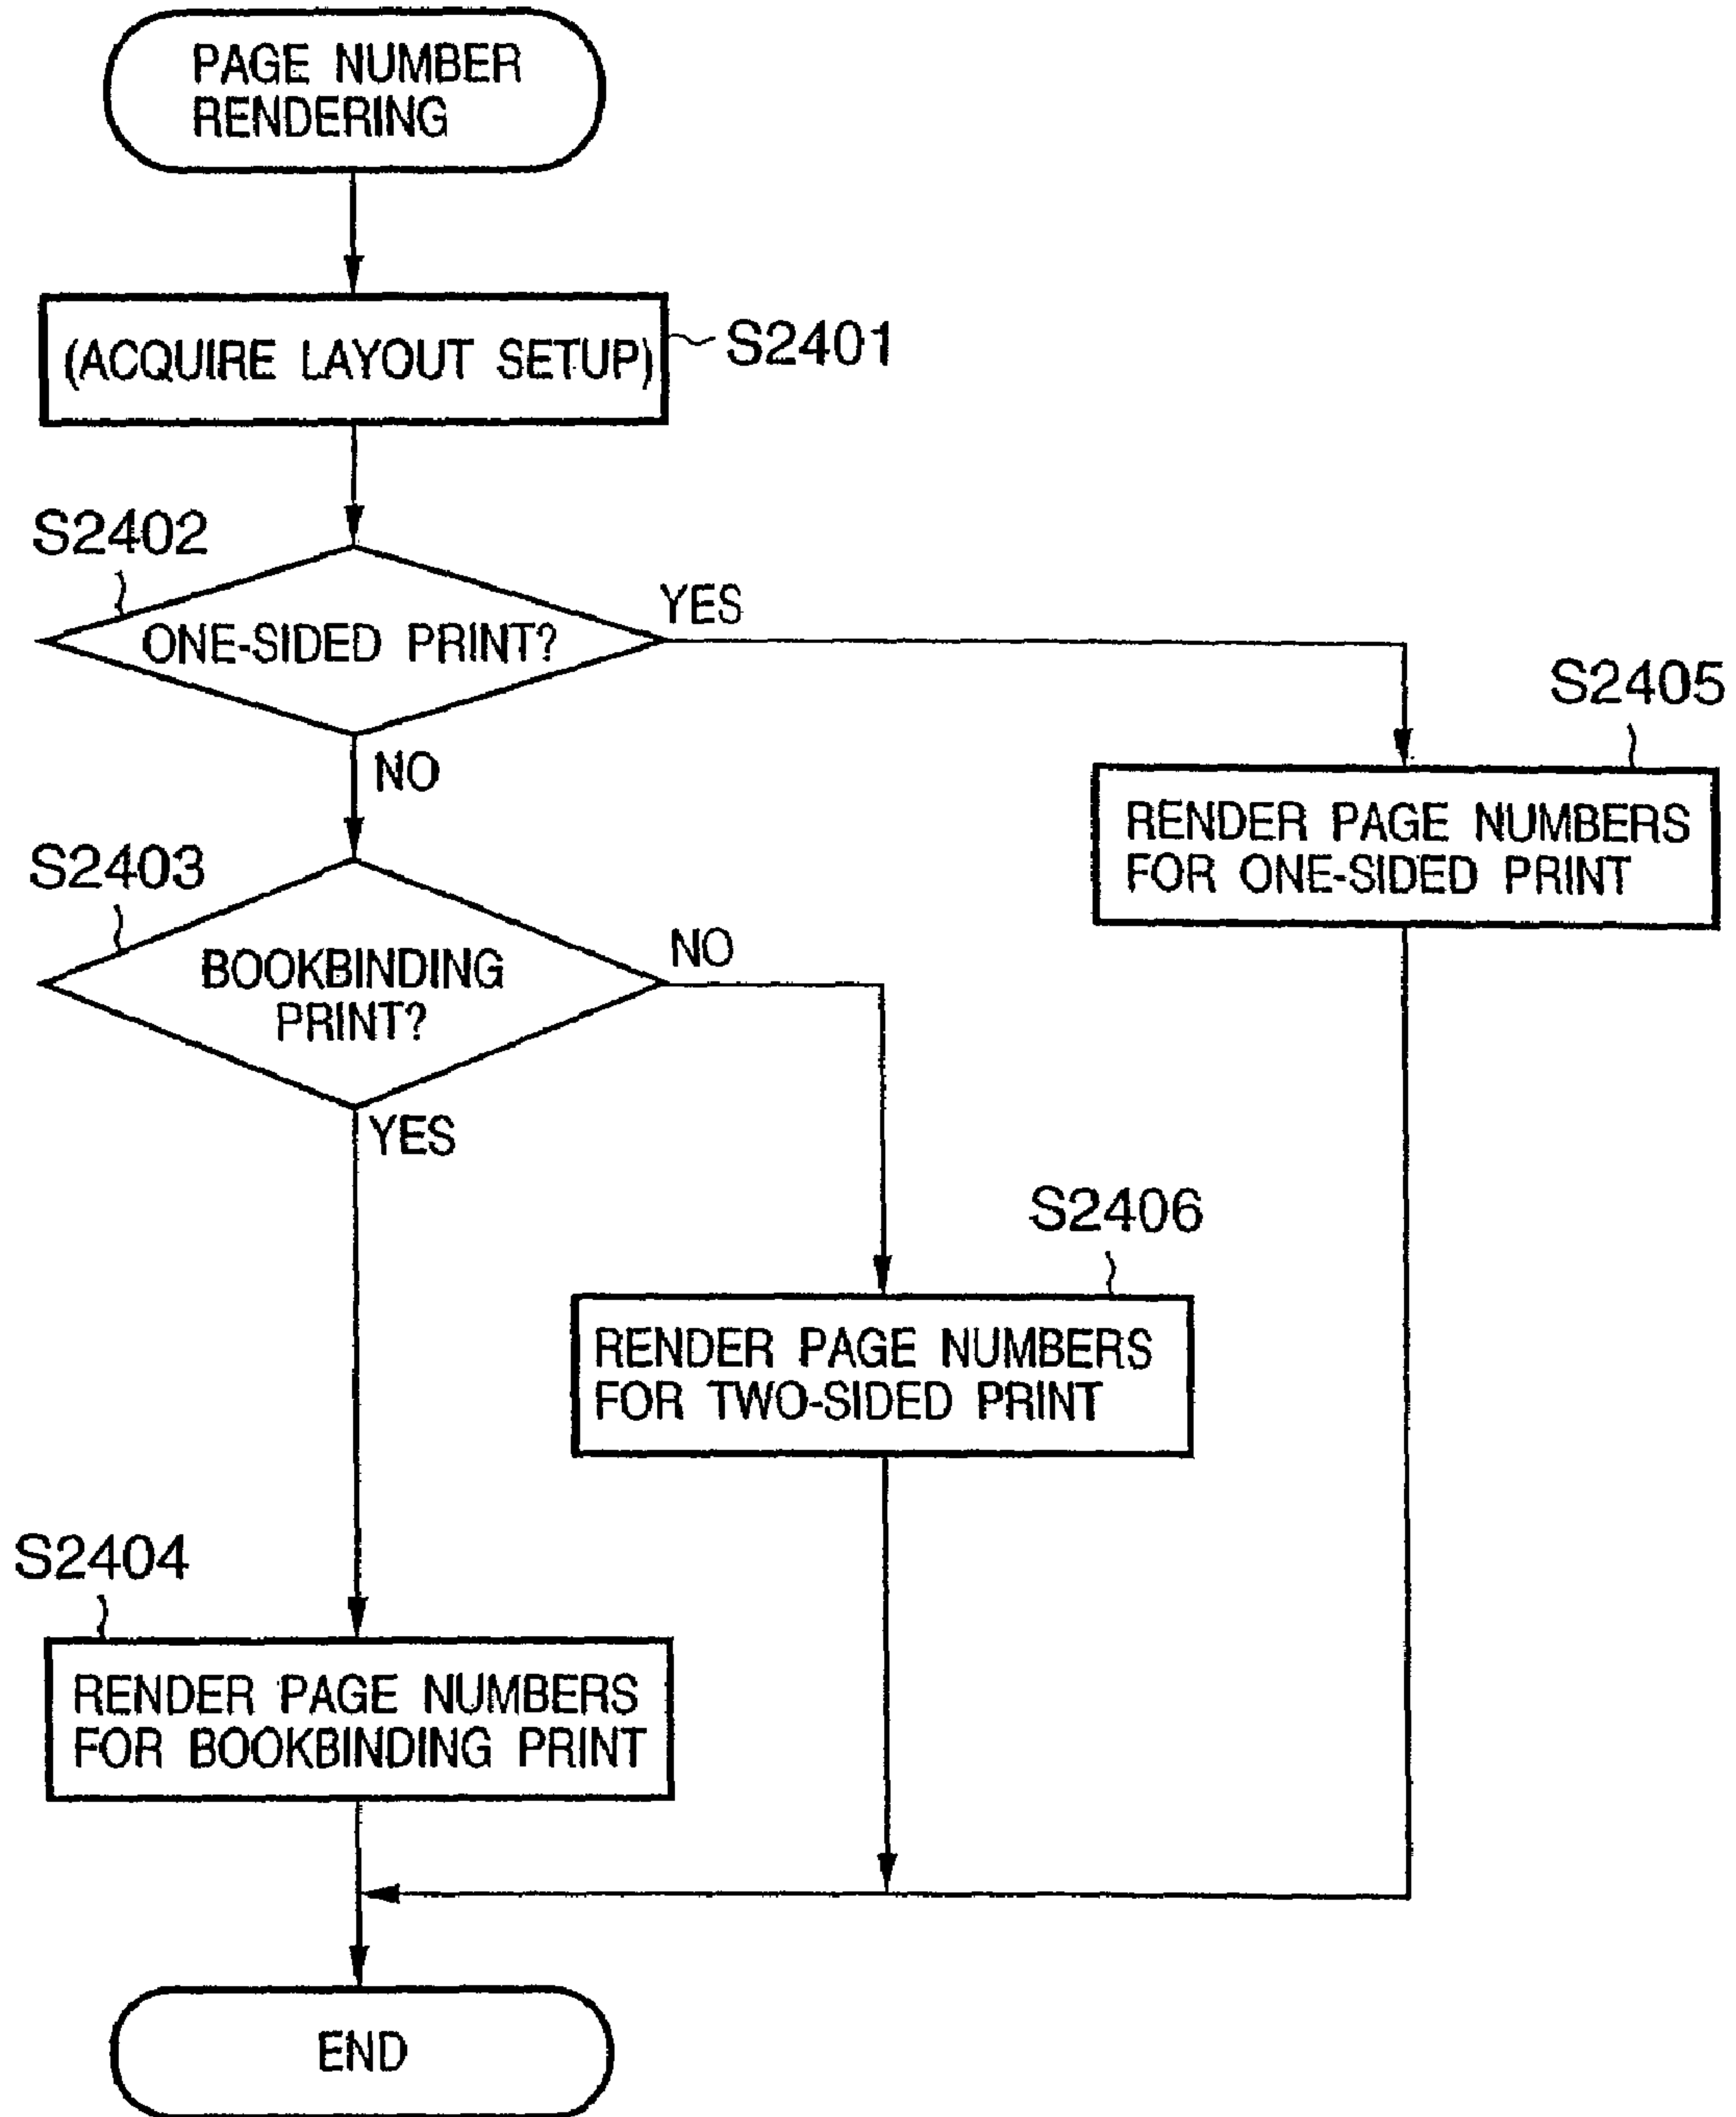 PAGE NUMBER
RENDERING
(ACQUIRE LAYOUT SETUP)
S2401
S2402
ONE-SIDED PRINT?
YES
NO
S2405
RENDER PAGE NUMBERS
FOR ONE-SIDED PRINT
S2403
BOOKBINDING
PRINT?
NO
YES
S2406
RENDER PAGE NUMBERS
FOR TWO-SIDED PRINT
S2404
RENDER PAGE NUMBERS
FOR BOOKBINDING PRINT
END